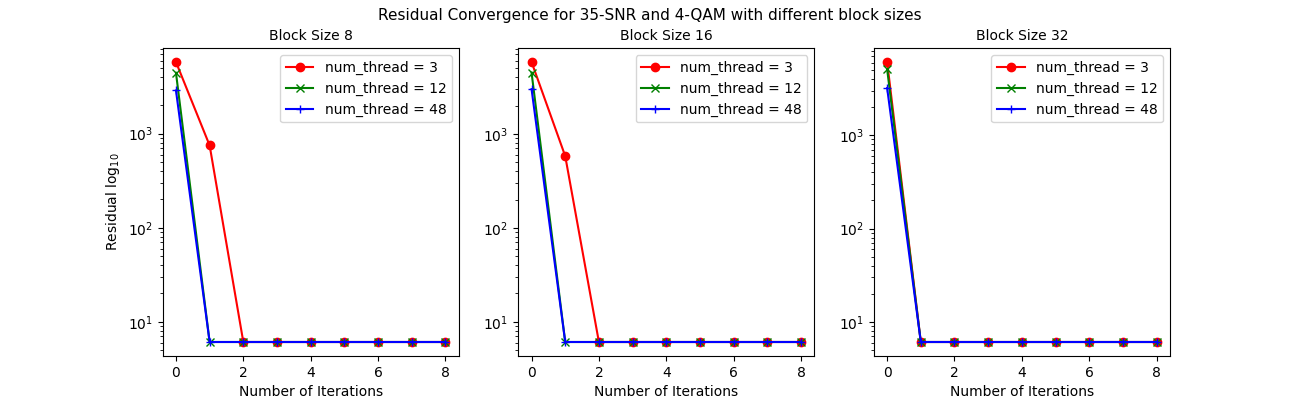 Residual Convergence for 35-SNR and 4-QAM with different block sizes
Block Size 8
Block Size 16
Block Size 32
Residual log₁₀
10³
10²
10¹
num_thread = 3
num_thread = 12
num_thread = 48
0 2 4 6 8
Number of Iterations
10³
10²
10¹
num_thread = 3
num_thread = 12
num_thread = 48
0 2 4 6 8
Number of Iterations
10³
10²
10¹
num_thread = 3
num_thread = 12
num_thread = 48
0 2 4 6 8
Number of Iterations